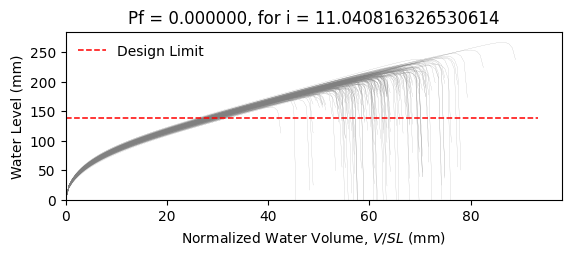 Pf = 0.000000, for i = 11.040816326530614
Water Level (mm)
250
200
150
100
50
0
Design Limit
0 20 40 60 80
Normalized Water Volume, V/SL (mm)